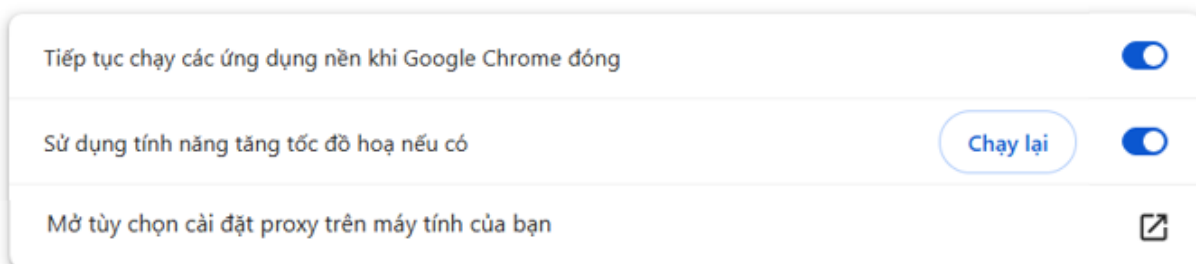 Tiếp tục chạy các ứng dụng nền khi Google Chrome đóng
Sử dụng tính năng tăng tốc đồ hoạ nếu có
Chạy lại
Mở tùy chọn cài đặt proxy trên máy tính của bạn